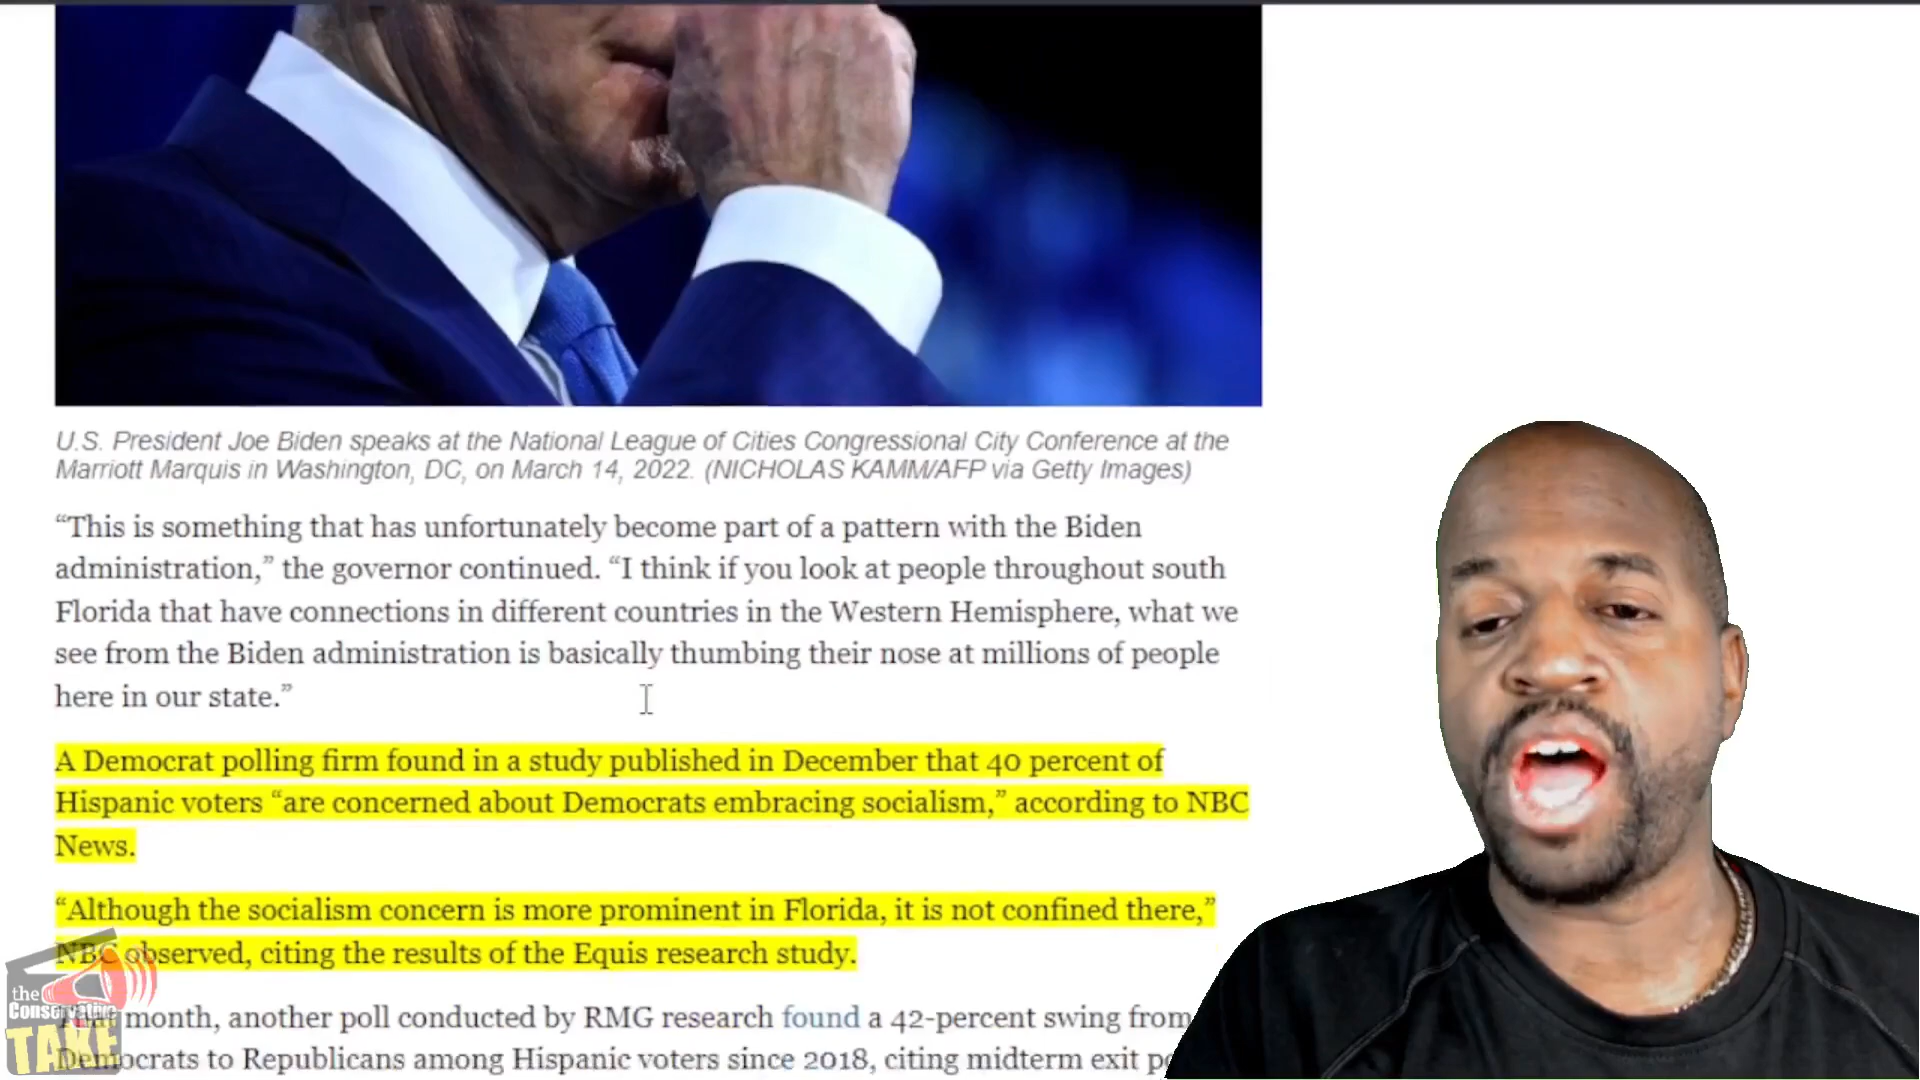 U.S. President Joe Biden speaks at the National League of Cities Congressional City Conference at the
Marriott Marquis in Washington, DC, on March 14, 2022. (NICHOLAS KAMM/AFP via Getty Images)
“This is something that has unfortunately become part of a pattern with the Biden
administration,” the governor continued. “I think if you look at people throughout south
Florida that have connections in different countries in the Western Hemisphere, what we
see from the Biden administration is basically thumbing their nose at millions of people
here in our state.”
A Democrat polling firm found in a study published in December that 40 percent of
Hispanic voters “are concerned about Democrats embracing socialism,” according to NBC
News.
“Although the socialism concern is more prominent in Florida, it is not confined there,”
NBC observed, citing the results of the Equis research study.
month, another poll conducted by RMG research found a 42-percent swing from
Democrats to Republicans among Hispanic voters since 2018, citing midterm exit
the
Conservative
TAKE